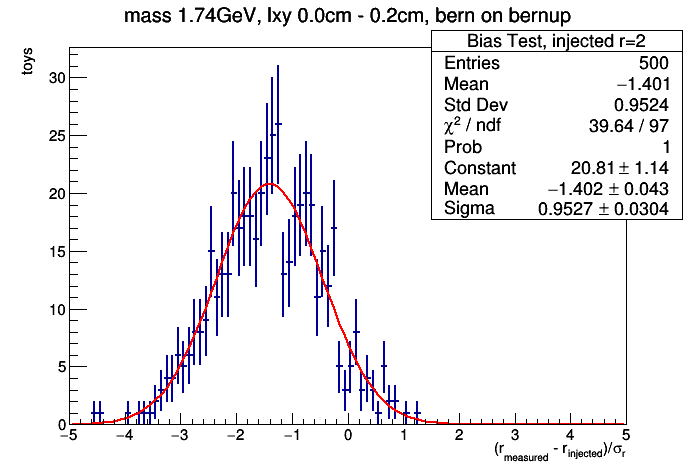 mass 1.74GeV, lxy 0.0cm - 0.2cm, bern on bernup
toys
Bias Test, injected r=2
Entries 500
Mean −1.401
Std Dev 0.9524
χ² / ndf 39.64 / 97
Prob 1
Constant 20.81 ± 1.14
Mean −1.402 ± 0.043
Sigma 0.9527 ± 0.0304
30
25
20
15
10
5
0
−5 −4 −3 −2 −1 0 1 2 3 4 5
(r_measured - r_injected)/σ_r